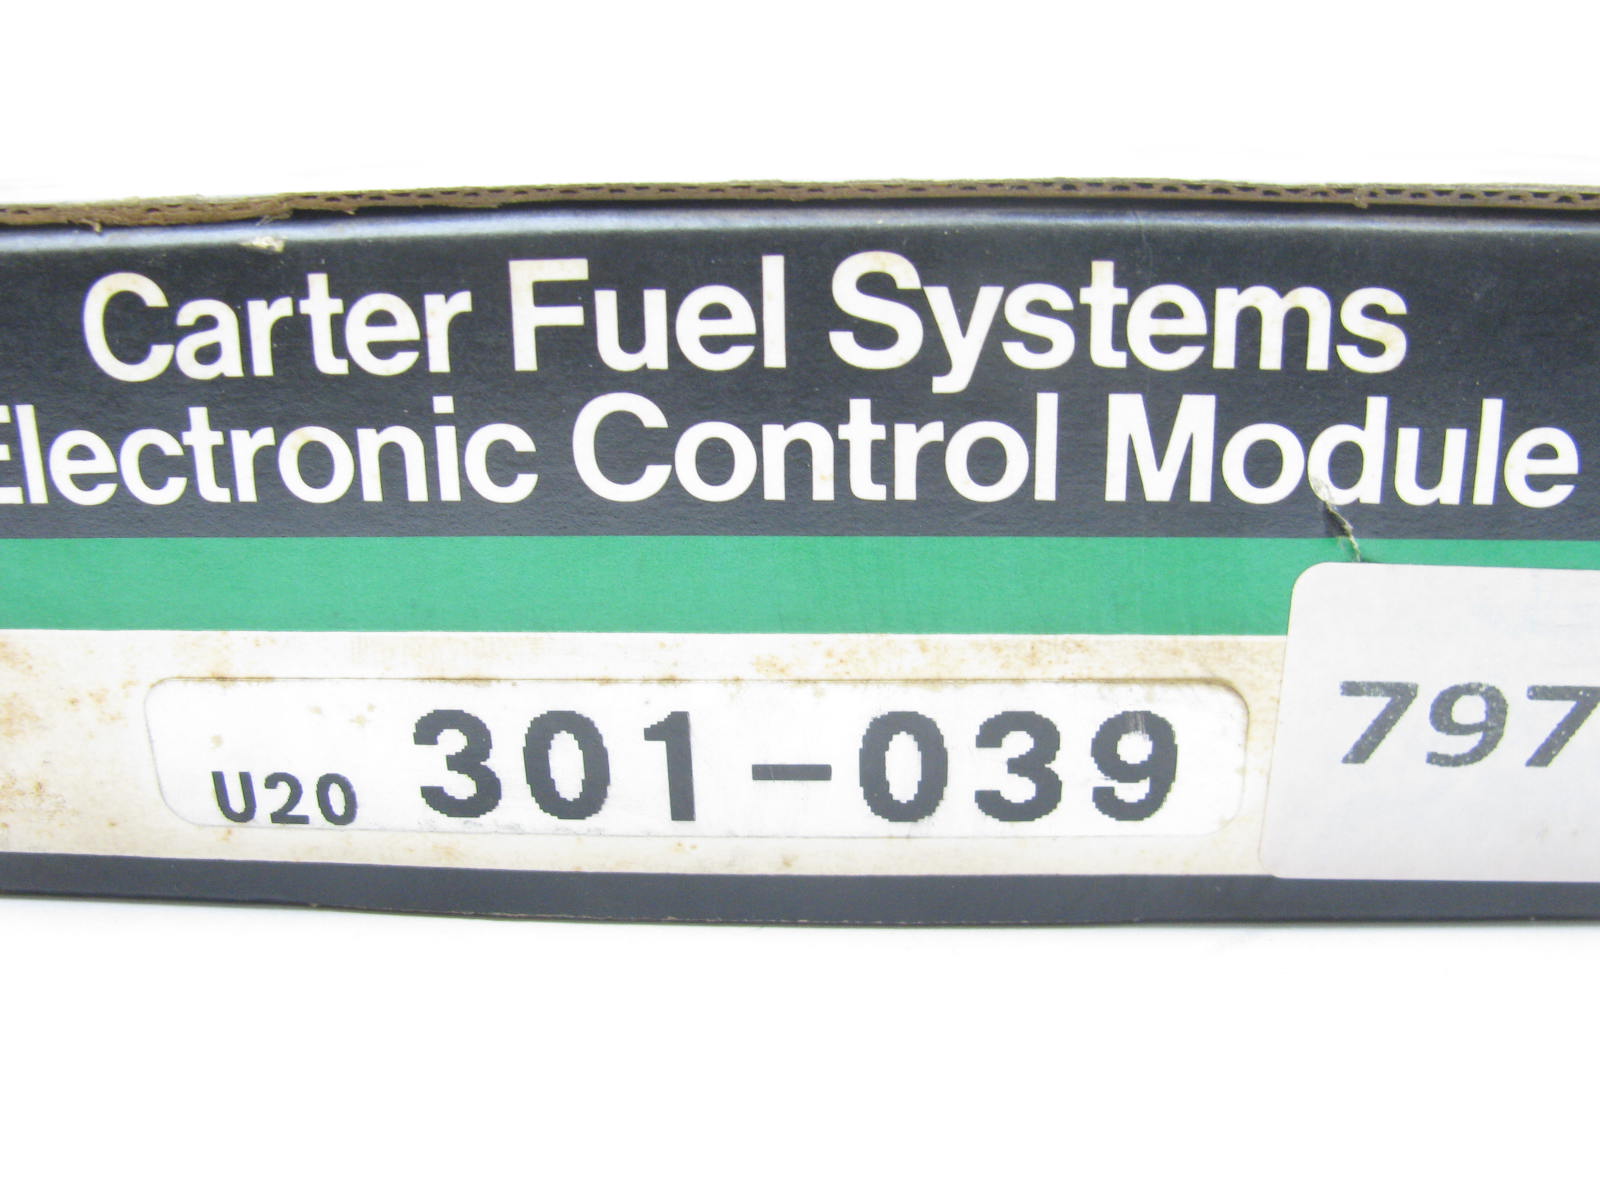 Carter Fuel Systems
Electronic Control Module
U20 301-039
797